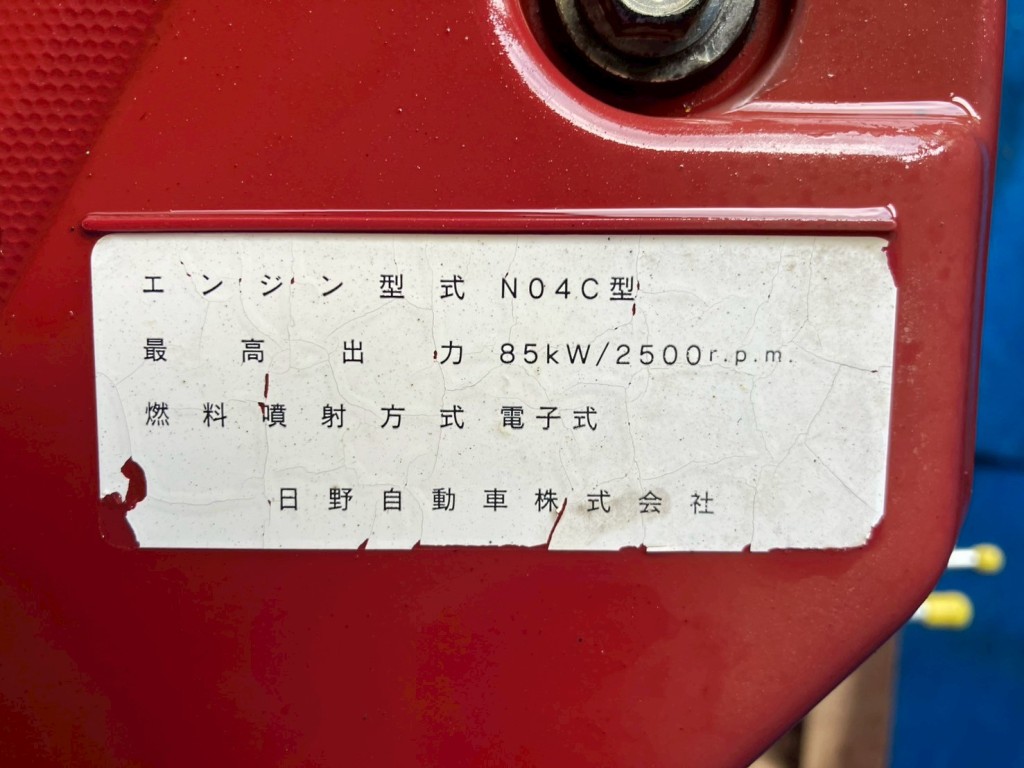 エンジン型式 N04C型
最高出力 85kW/2500r.p.m.
燃料噴射方式 電子式
日野自動車株式会社